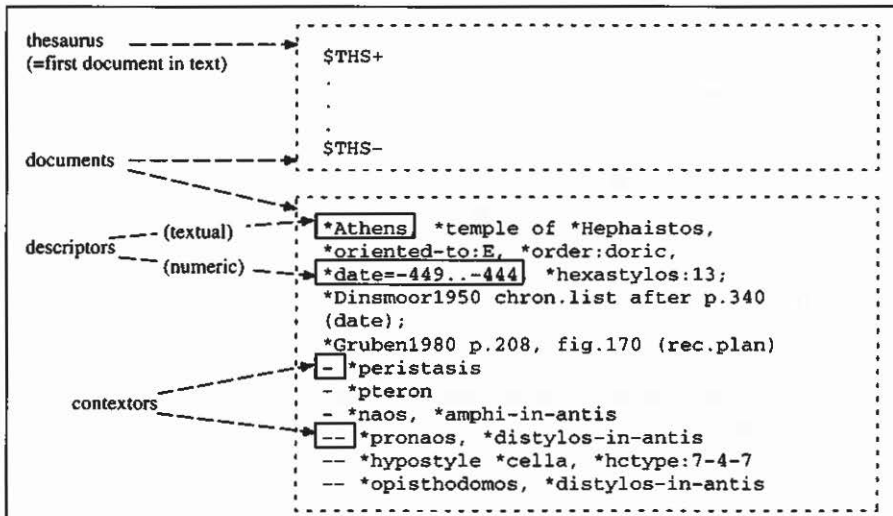 thesaurus
(=first document in text)
$THS+
.
.
.
$THS-
documents
descriptors
(textual)
(numeric)
contextors
*Athens, *temple of *Hephaistos,
*oriented-to:E, *order:doric,
*date=-449..-444 *hexastylos:13;
*Dinsmoor1950 chron.list after p.340
(date);
*Gruben1980 p.208, fig.170 (rec.plan)
- *peristasis
- *pteron
- *naos, *amphi-in-antis
-- *pronaos, *distylos-in-antis
-- *hypostyle *cella, *hctype:7-4-7
-- *opisthodomos, *distylos-in-antis